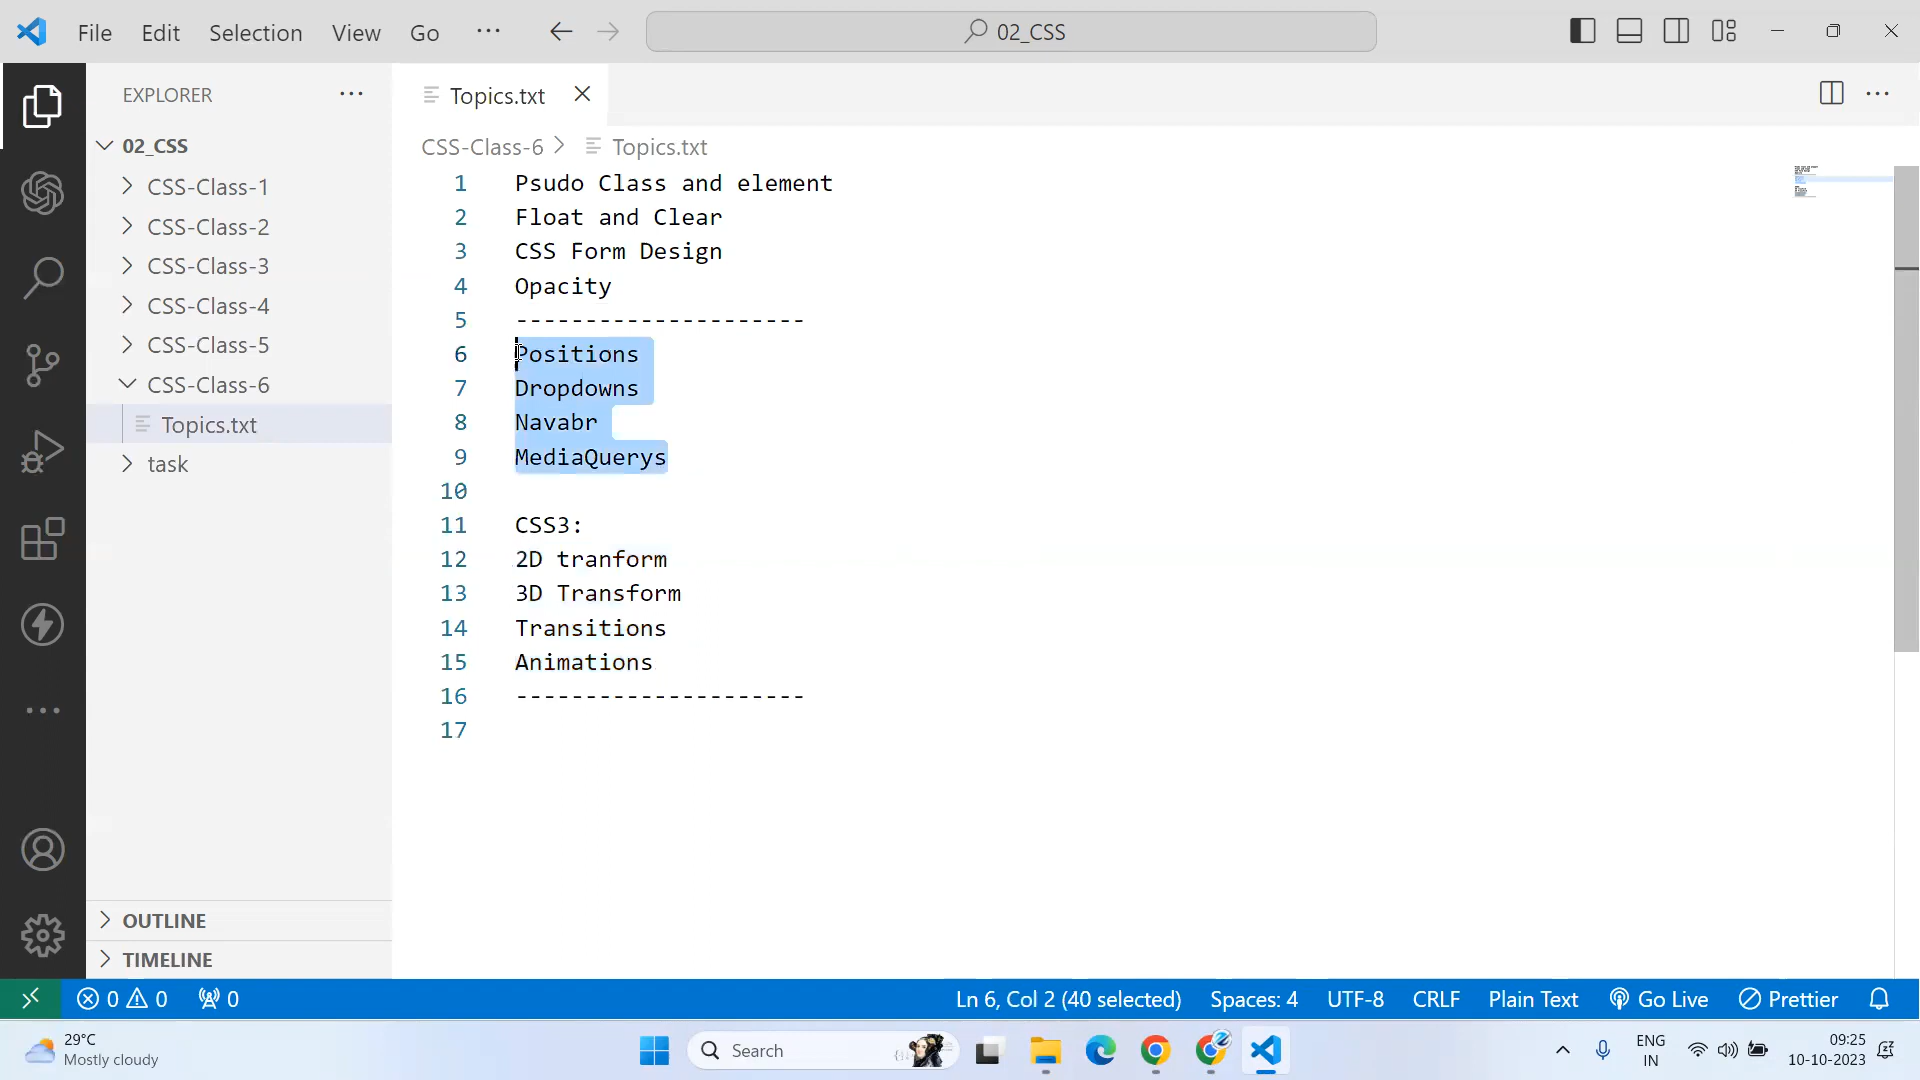 File Edit Selection View Go ... 02_CSS
EXPLORER ...
02_CSS
CSS-Class-1
CSS-Class-2
CSS-Class-3
CSS-Class-4
CSS-Class-5
CSS-Class-6
Topics.txt
task
OUTLINE
TIMELINE
Topics.txt
CSS-Class-6 > Topics.txt
1 Psudo Class and element
2 Float and Clear
3 CSS Form Design
4 Opacity
5 ---------------------
6 Positions
7 Dropdowns
8 Navabr
9 MediaQuerys
10
11 CSS3:
12 2D tranform
13 3D Transform
14 Transitions
15 Animations
16 ---------------------
17
0 0 0 Ln 6, Col 2 (40 selected) Spaces: 4 UTF-8 CRLF Plain Text Go Live Prettier
29°C
Mostly cloudy
Search
ENG
IN
09:25
10-10-2023